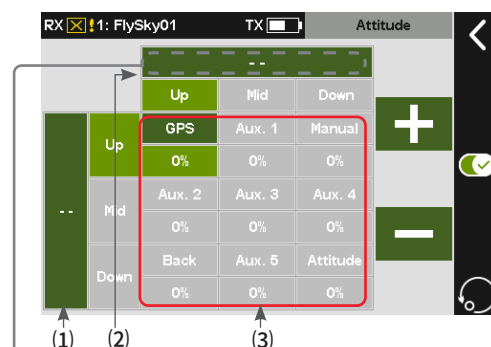 RX !1: FlySky01 TX Attitude
--
Up Mid Down
GPS Aux. 1 Manual
Up
0% 0% 0%
Aux. 2 Aux. 3 Aux. 4
-- Mid
0% 0% 0%
Back Aux. 5 Attitude
Down
0% 0% 0%
(1) (2) (3)